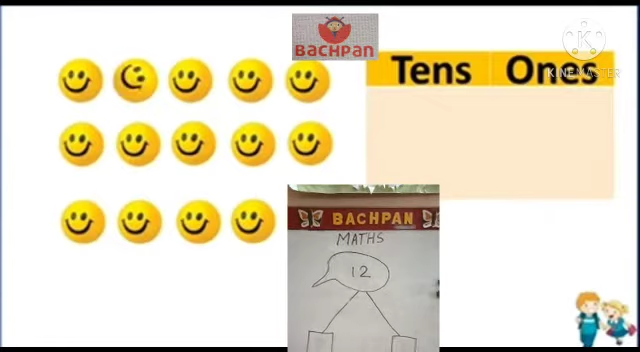 BACHPAN
KINEMASTER
Tens Ones
BACHPAN
MATHS
12